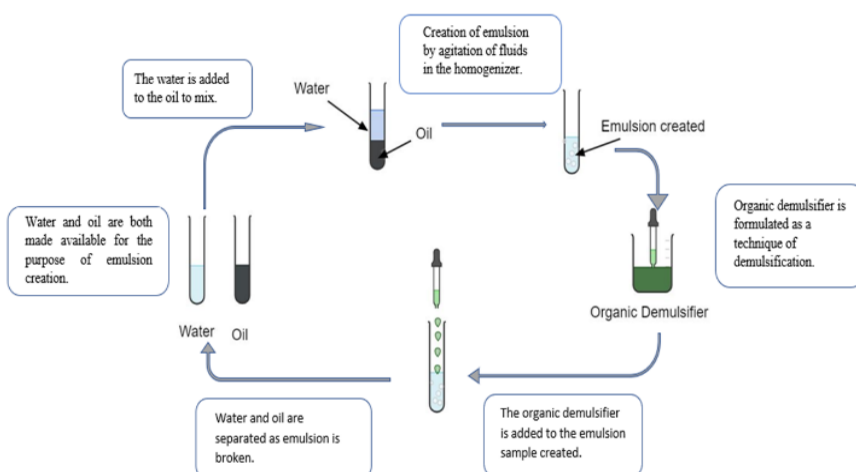 Creation of emulsion
by agitation of fluids
in the homogenizer.
The water is added
to the oil to mix.
Water
Oil
Emulsion created
Water and oil are both
made available for the
purpose of emulsion
creation.
Organic demulsifier is
formulated as a
technique of
demulsification.
Organic Demulsifier
Water
Oil
Water and oil are
separated as emulsion is
broken.
The organic demulsifier
is added to the emulsion
sample created.